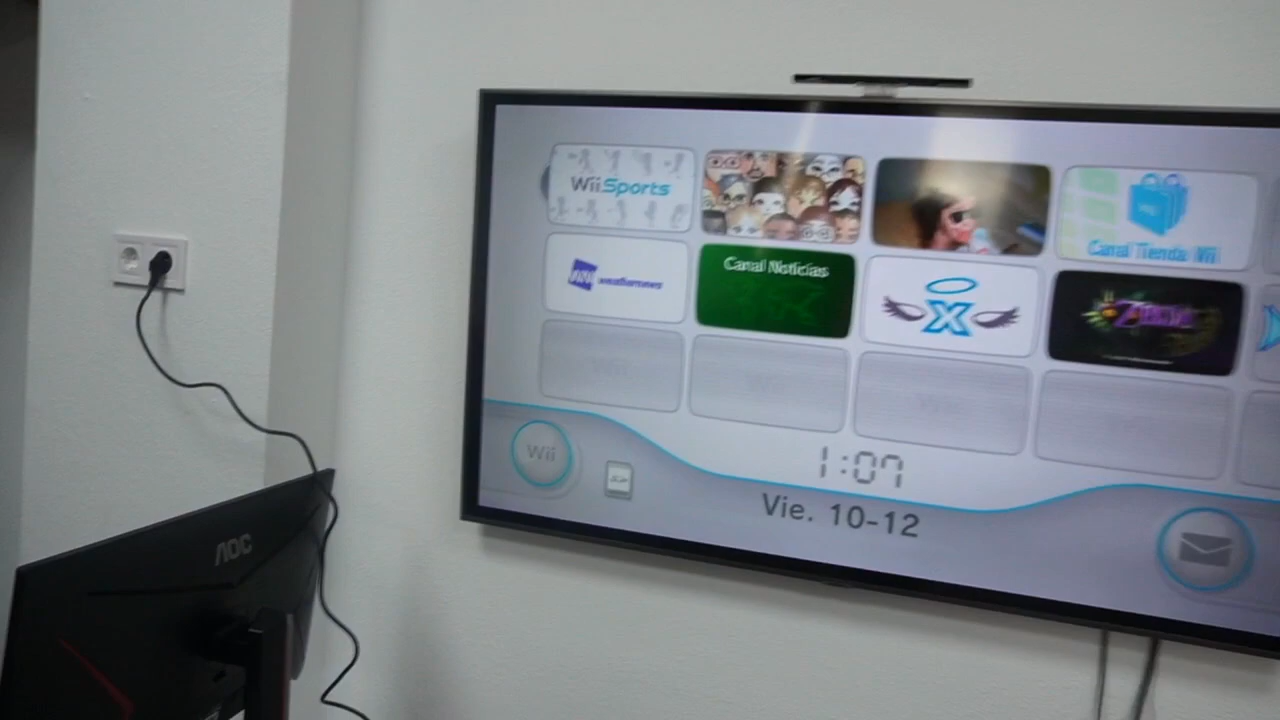 Wii Sports
Canal Tienda Wii
weathernews
Canal Noticias
X
ZELDA
Wii
1:07
Vie. 10-12
AOC